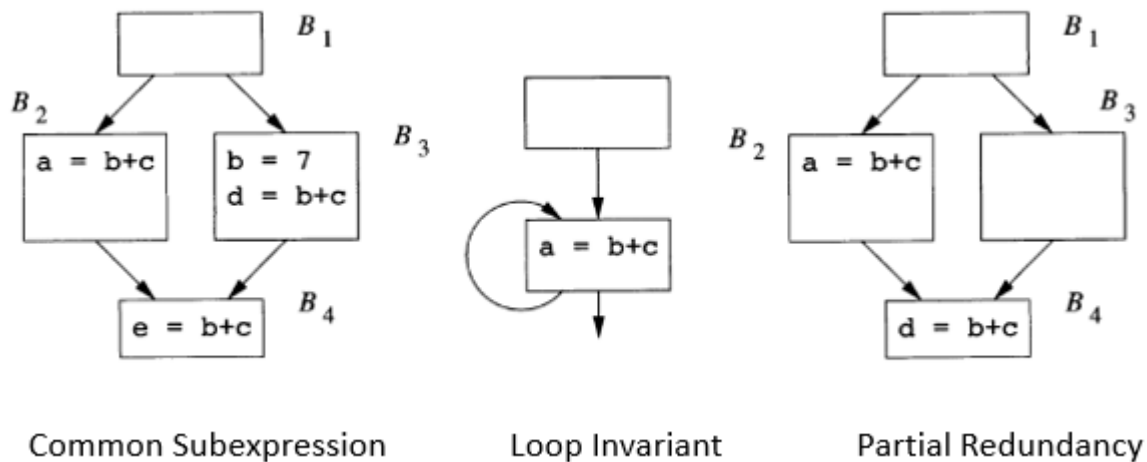 B1
B2
a = b+c
b = 7
d = b+c
B3
e = b+c
B4
Common Subexpression
a = b+c
Loop Invariant
B1
B3
B2
a = b+c
d = b+c
B4
Partial Redundancy